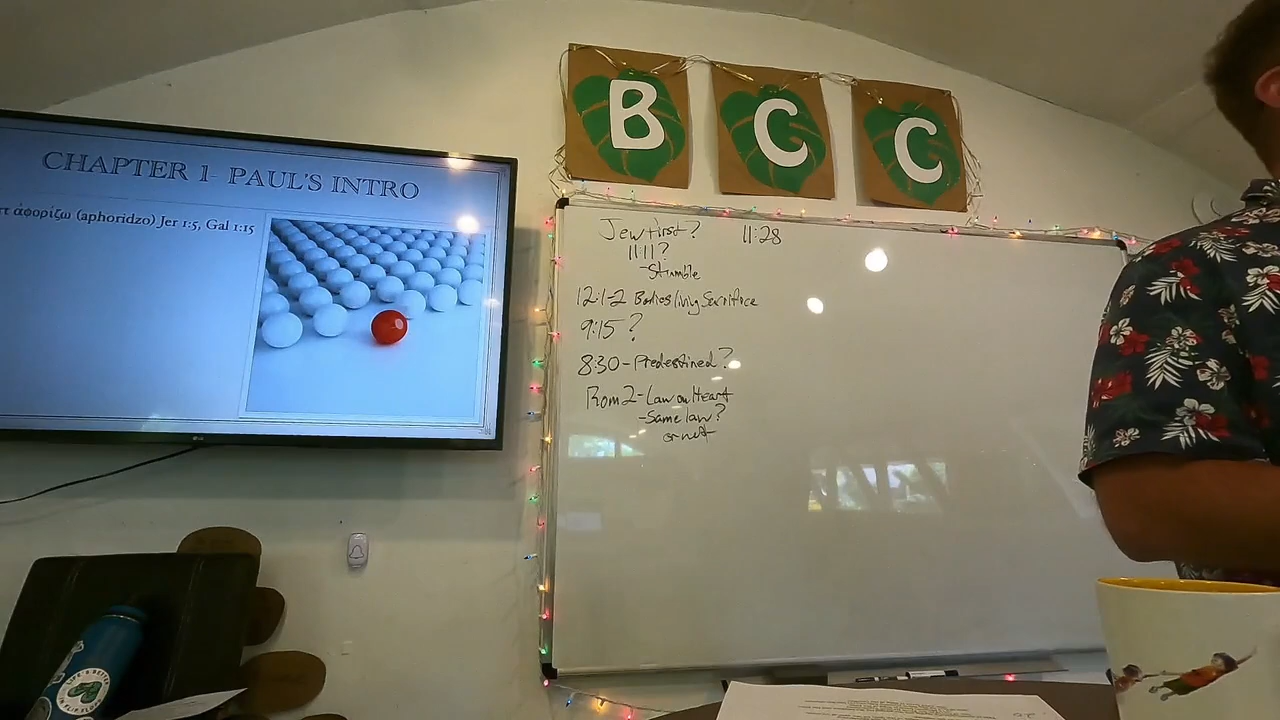 CHAPTER 1- PAUL'S INTRO
ἀφορίζω (aphoridzo) Jer 1:5, Gal 1:15
B C C
Jew first? 11:28
11:11?
-Stumble
12:1-2 Bodies living Sacrifice
9:15?
8:30-Predestined?
Rom 2-Law on Heart
-Same law?
or not
LG